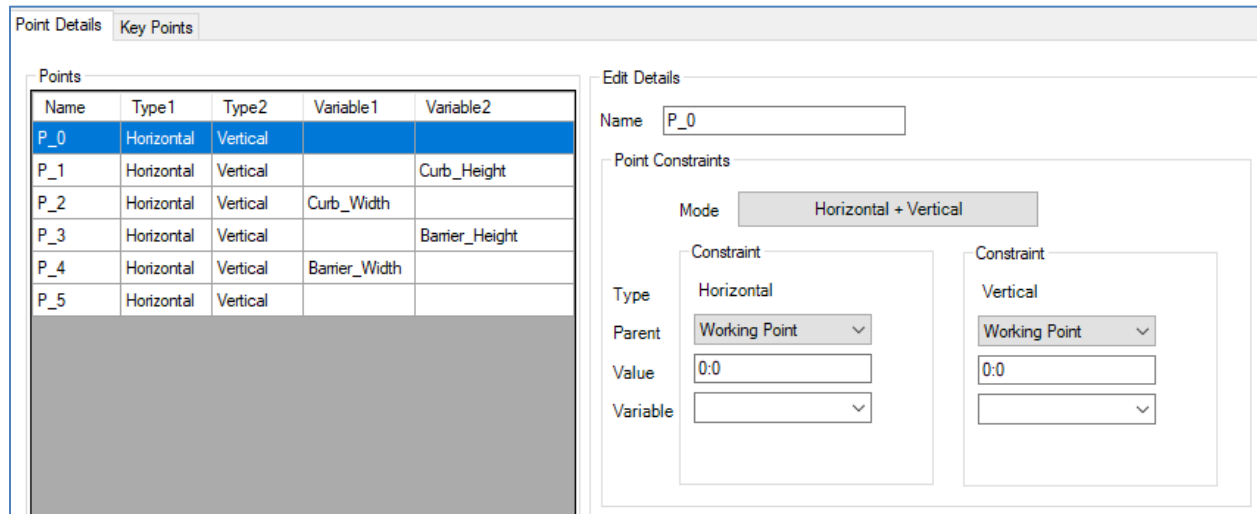 Point Details Key Points
Points
Name Type1 Type2 Variable1 Variable2
P_0 Horizontal Vertical
P_1 Horizontal Vertical Curb_Height
P_2 Horizontal Vertical Curb_Width
P_3 Horizontal Vertical Barrier_Height
P_4 Horizontal Vertical Barrier_Width
P_5 Horizontal Vertical
Edit Details
Name P_0
Point Constraints
Mode Horizontal + Vertical
Constraint Constraint
Type Horizontal Vertical
Parent Working Point Working Point
Value 0:0 0:0
Variable